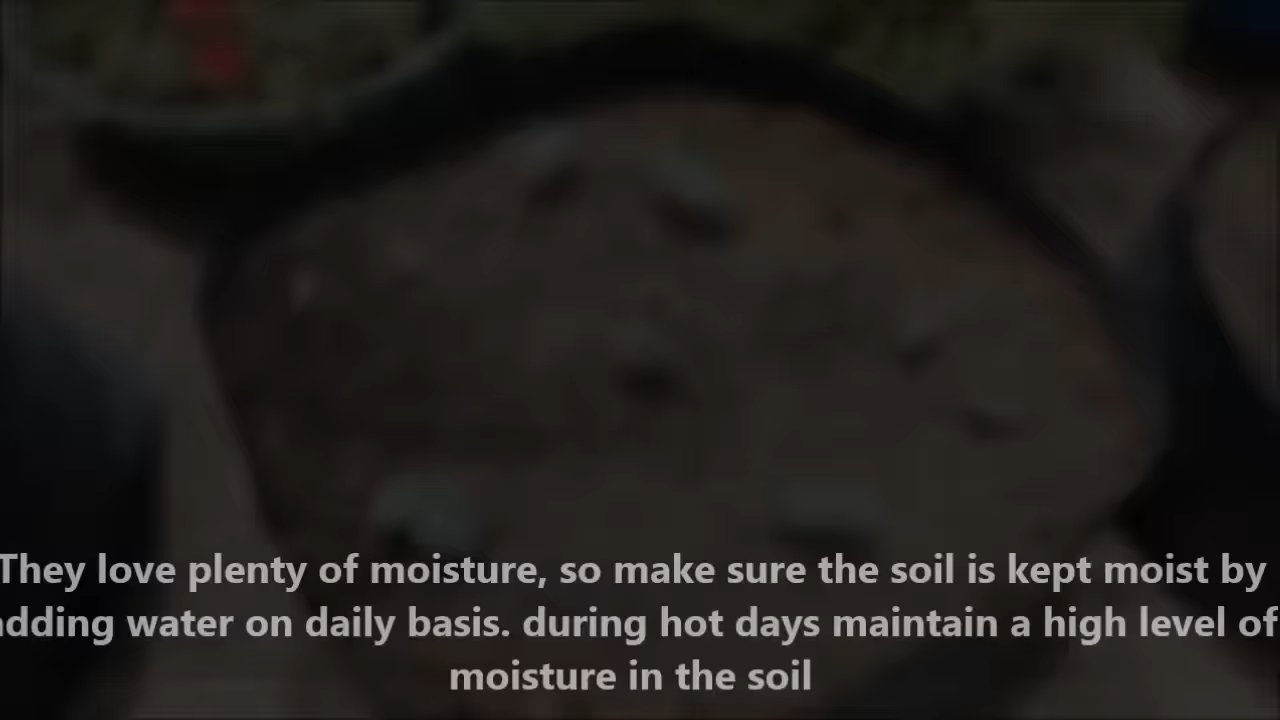 They love plenty of moisture, so make sure the soil is kept moist by
adding water on daily basis. during hot days maintain a high level of
moisture in the soil